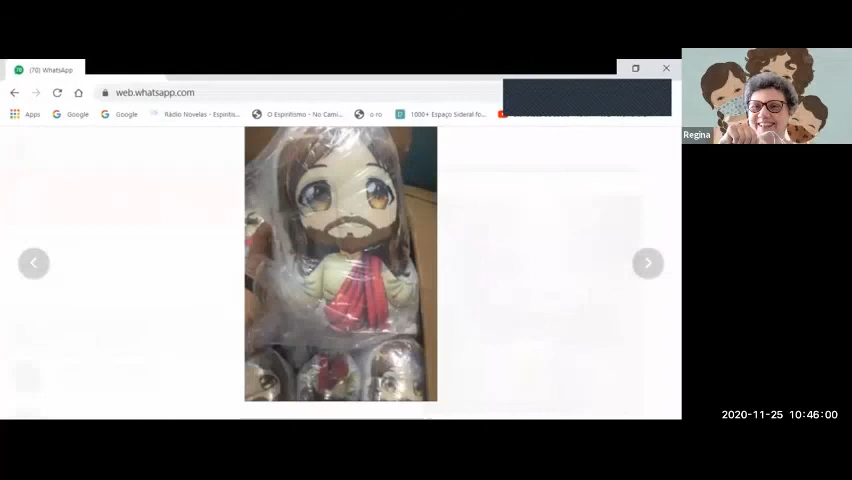 (70) WhatsApp
web.whatsapp.com
Apps
Google
Google
Rádio Novelas - Espiritis...
O Espiritismo - No Cami...
o ro
1000+ Espaço Sideral fo...
Regina
2020-11-25 10:46:00